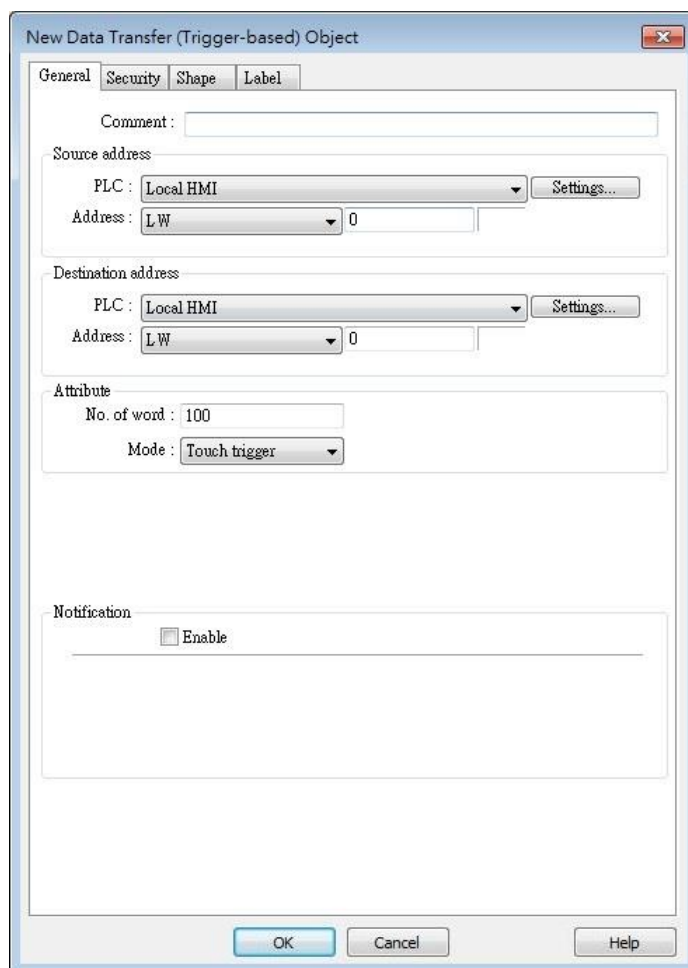 New Data Transfer (Trigger-based) Object
General Security Shape Label
Comment :
Source address
PLC : Local HMI Settings...
Address : LW 0
Destination address
PLC : Local HMI Settings...
Address : LW 0
Attribute
No. of word : 100
Mode : Touch trigger
Notification
Enable
OK Cancel Help